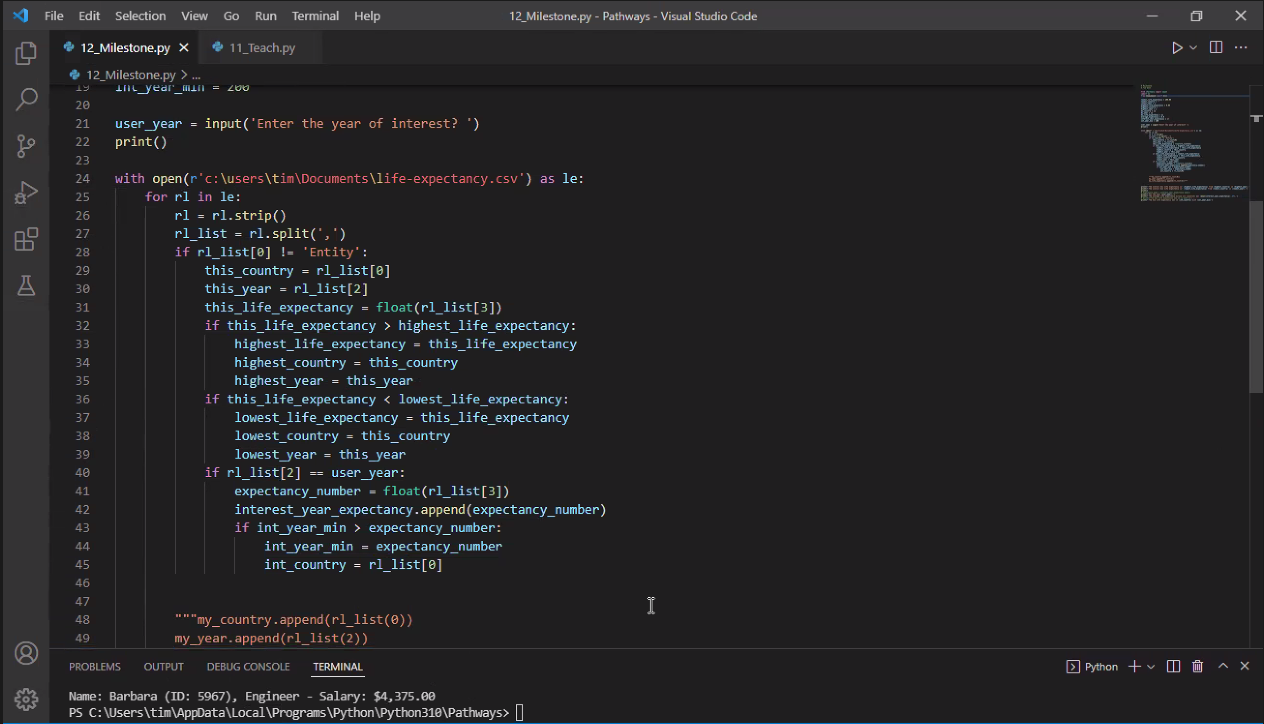 File Edit Selection View Go Run Terminal Help 12_Milestone.py - Pathways - Visual Studio Code
12_Milestone.py 11_Teach.py
12_Milestone.py > ...
19 int_year_min = 200
20
21 user_year = input('Enter the year of interest? ')
22 print()
23
24 with open(r'c:\users\tim\Documents\life-expectancy.csv') as le:
25 for rl in le:
26 rl = rl.strip()
27 rl_list = rl.split(',')
28 if rl_list[0] != 'Entity':
29 this_country = rl_list[0]
30 this_year = rl_list[2]
31 this_life_expectancy = float(rl_list[3])
32 if this_life_expectancy > highest_life_expectancy:
33 highest_life_expectancy = this_life_expectancy
34 highest_country = this_country
35 highest_year = this_year
36 if this_life_expectancy < lowest_life_expectancy:
37 lowest_life_expectancy = this_life_expectancy
38 lowest_country = this_country
39 lowest_year = this_year
40 if rl_list[2] == user_year:
41 expectancy_number = float(rl_list[3])
42 interest_year_expectancy.append(expectancy_number)
43 if int_year_min > expectancy_number:
44 int_year_min = expectancy_number
45 int_country = rl_list[0]
46
47
48 """my_country.append(rl_list(0))
49 my_year.append(rl_list(2))
PROBLEMS OUTPUT DEBUG CONSOLE TERMINAL Python
Name: Barbara (ID: 5967), Engineer - Salary: $4,375.00
PS C:\Users\tim\AppData\Local\Programs\Python\Python310\Pathways>